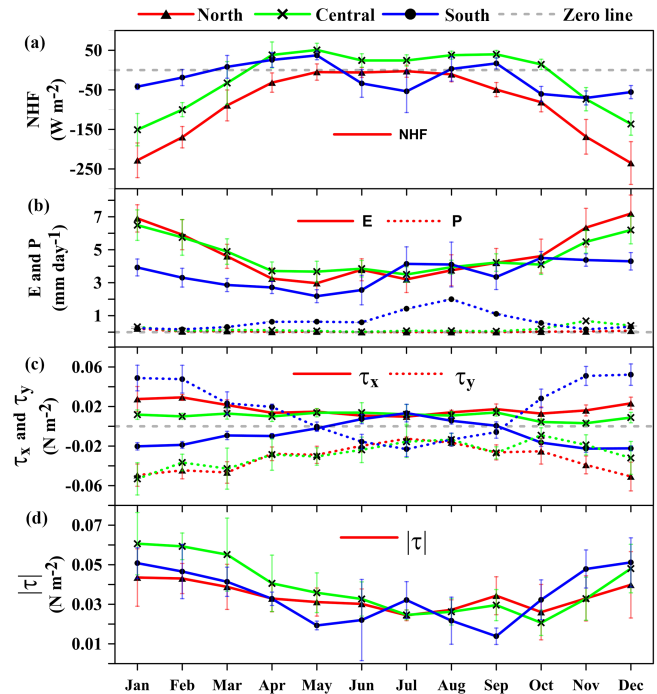 North Central South Zero line
(a)
50
-50
-150
-250
NHF
(W m-2)
NHF
(b)
7
5
3
1
E and P
(mm day-1)
E P
(c)
0.06
0.02
-0.02
-0.06
τx and τy
(N m-2)
τx τy
(d)
0.07
0.05
0.03
0.01
|τ|
(N m-2)
|τ|
Jan Feb Mar Apr May Jun Jul Aug Sep Oct Nov Dec